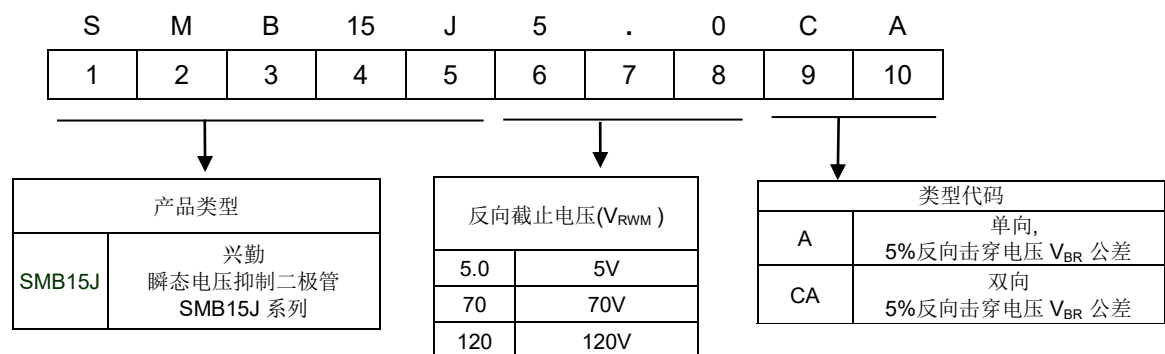 S M B 15 J 5 . 0 C A
1 2 3 4 5 6 7 8 9 10
产品类型
SMB15J
兴勤
瞬态电压抑制二极管
SMB15J 系列
反向截止电压(VRWM )
5.0 5V
70 70V
120 120V
类型代码
A
单向,
5%反向击穿电压 VBR 公差
CA
双向
5%反向击穿电压 VBR 公差